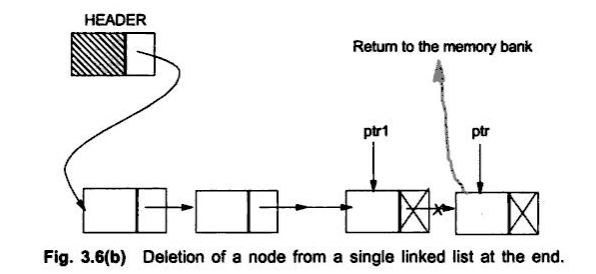 HEADER
Return to the memory bank
ptr1
ptr
Fig. 3.6(b) Deletion of a node from a single linked list at the end.